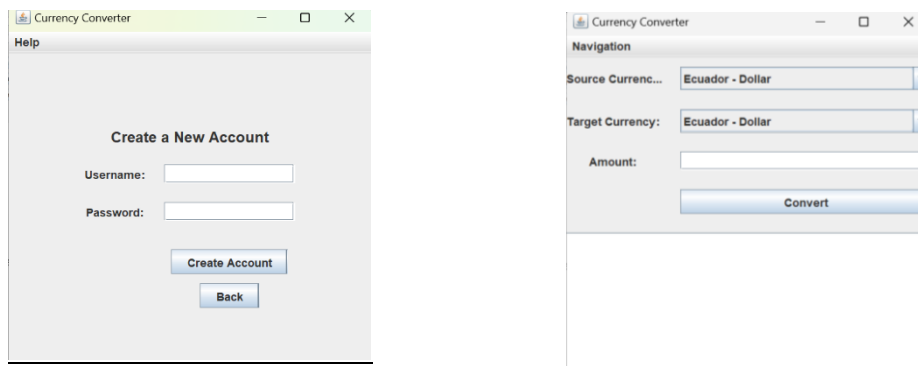 Currency Converter
Help
Create a New Account
Username:
Password:
Create Account
Back
Currency Converter
Navigation
Source Currenc... Ecuador - Dollar
Target Currency: Ecuador - Dollar
Amount:
Convert